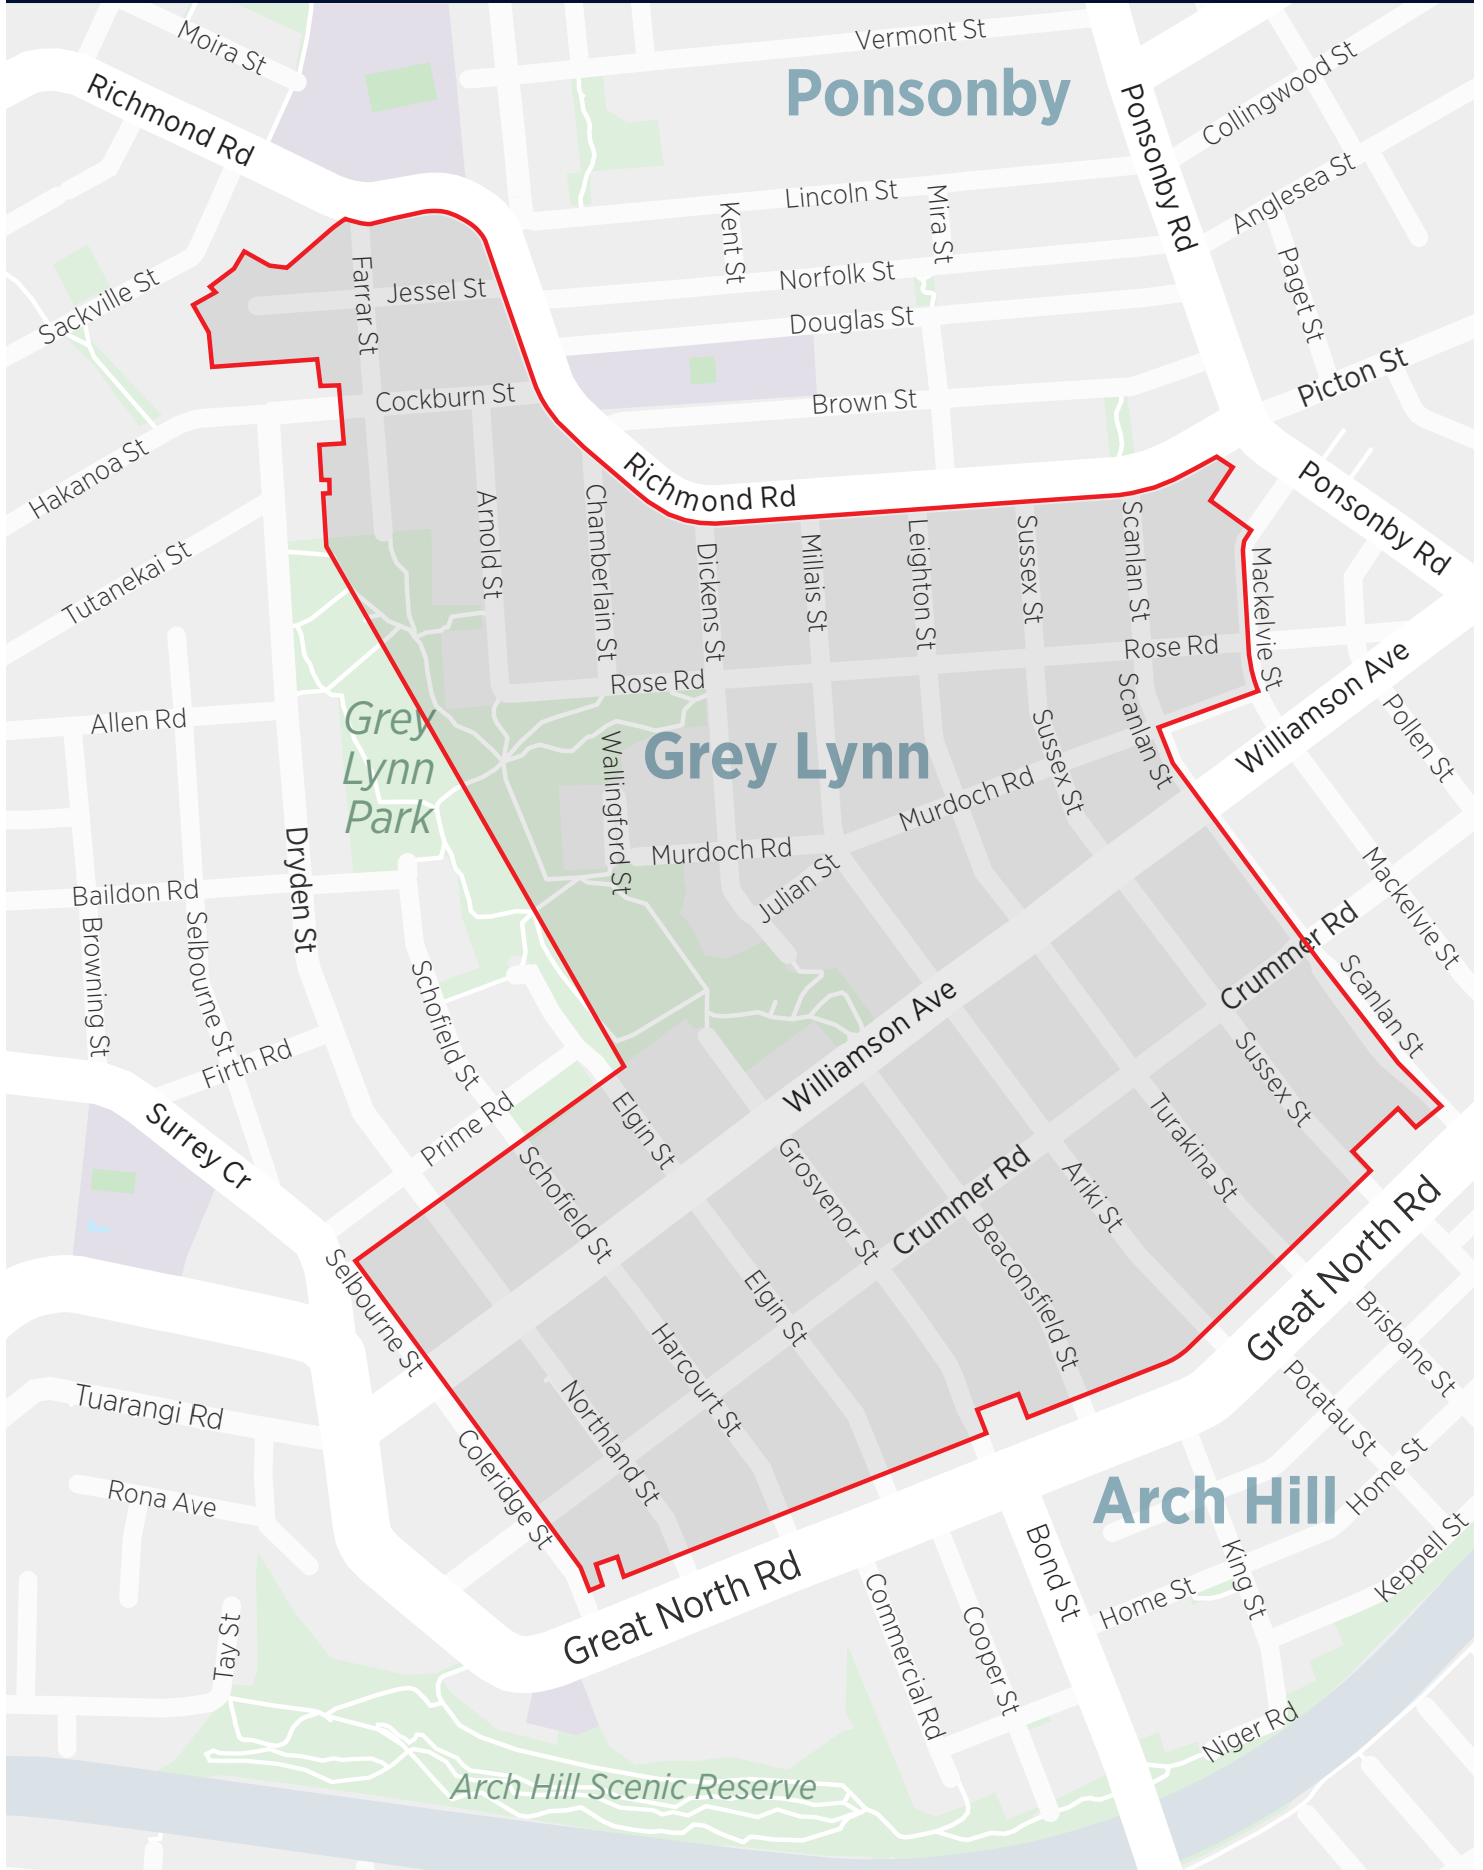 Moira St
Vermont St
Ponsonby
Richmond Rd
Ponsonby Rd
Collingwood St
Anglesea St
Lincoln St
Kent St
Mira St
Norfolk St
Paget St
Sackville St
Farrar St
Jessel St
Douglas St
Picton St
Cockburn St
Brown St
Hakanoa St
Richmond Rd
Ponsonby Rd
Arnold St
Chamberlain St
Dickens St
Millais St
Leighton St
Sussex St
Scanlan St
Mackelvie St
Tutanekai St
Rose Rd
Rose Rd
Williamson Ave
Allen Rd
Grey
Lynn
Park
Grey Lynn
Wallingford St
Sussex St
Scanlan St
Pollen St
Murdoch Rd
Murdoch Rd
Julian St
Dryden St
Baildon Rd
Browning St
Selbourne St
Schofield St
Mackelvie St
Crummer Rd
Scanlan St
Williamson Ave
Firth Rd
Surrey Cr
Prime Rd
Elgin St
Sussex St
Turakina St
Schofield St
Grosvenor St
Crummer Rd
Ariki St
Great North Rd
Selbourne St
Elgin St
Beaconsfield St
Brisbane St
Harcourt St
Potatau St
Tuarangi Rd
Northland St
Coleridge St
Home St
Rona Ave
Arch Hill
Keppell St
Bond St
King St
Great North Rd
Home St
Commercial Rd
Cooper St
Tay St
Niger Rd
Arch Hill Scenic Reserve